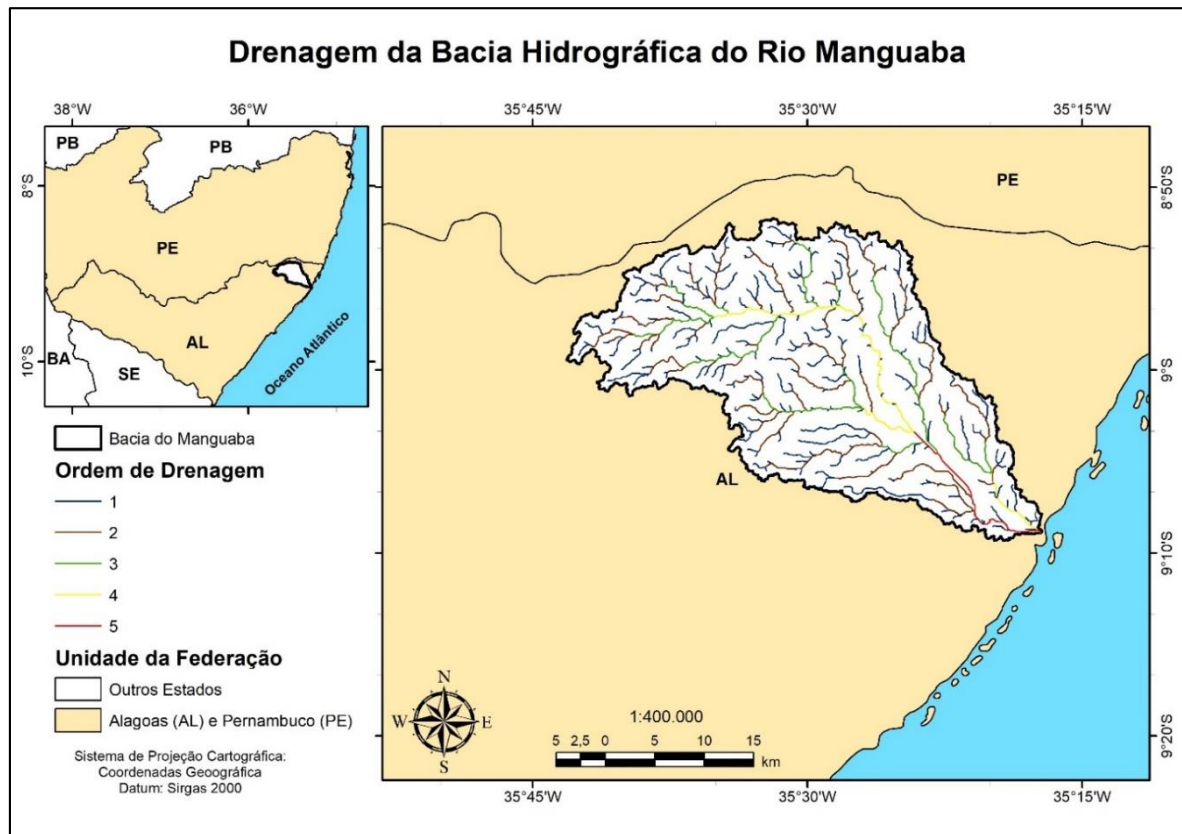 Drenagem da Bacia Hidrográfica do Rio Manguaba
38°W 36°W
8°S
10°S
PB PB
PE
AL
BA
SE
Oceano Atlântico
Bacia do Manguaba
Ordem de Drenagem
1
2
3
4
5
Unidade da Federação
Outros Estados
Alagoas (AL) e Pernambuco (PE)
Sistema de Projeção Cartográfica:
Coordenadas Geográfica
Datum: Sirgas 2000
35°45'W 35°30'W 35°15'W
PE
8°50'S
9°S
AL
9°10'S
9°20'S
N
W E
S
1:400.000
5 2,5 0 5 10 15
km
35°45'W 35°30'W 35°15'W